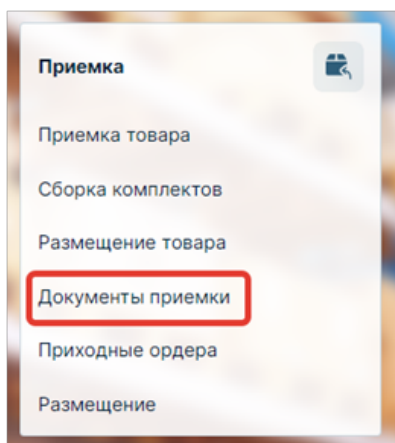 Приемка
Приемка товара
Сборка комплектов
Размещение товара
Документы приемки
Приходные ордера
Размещение